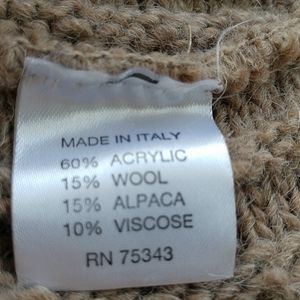 MADE IN ITALY
60% ACRYLIC
15% WOOL
15% ALPACA
10% VISCOSE
RN 75343